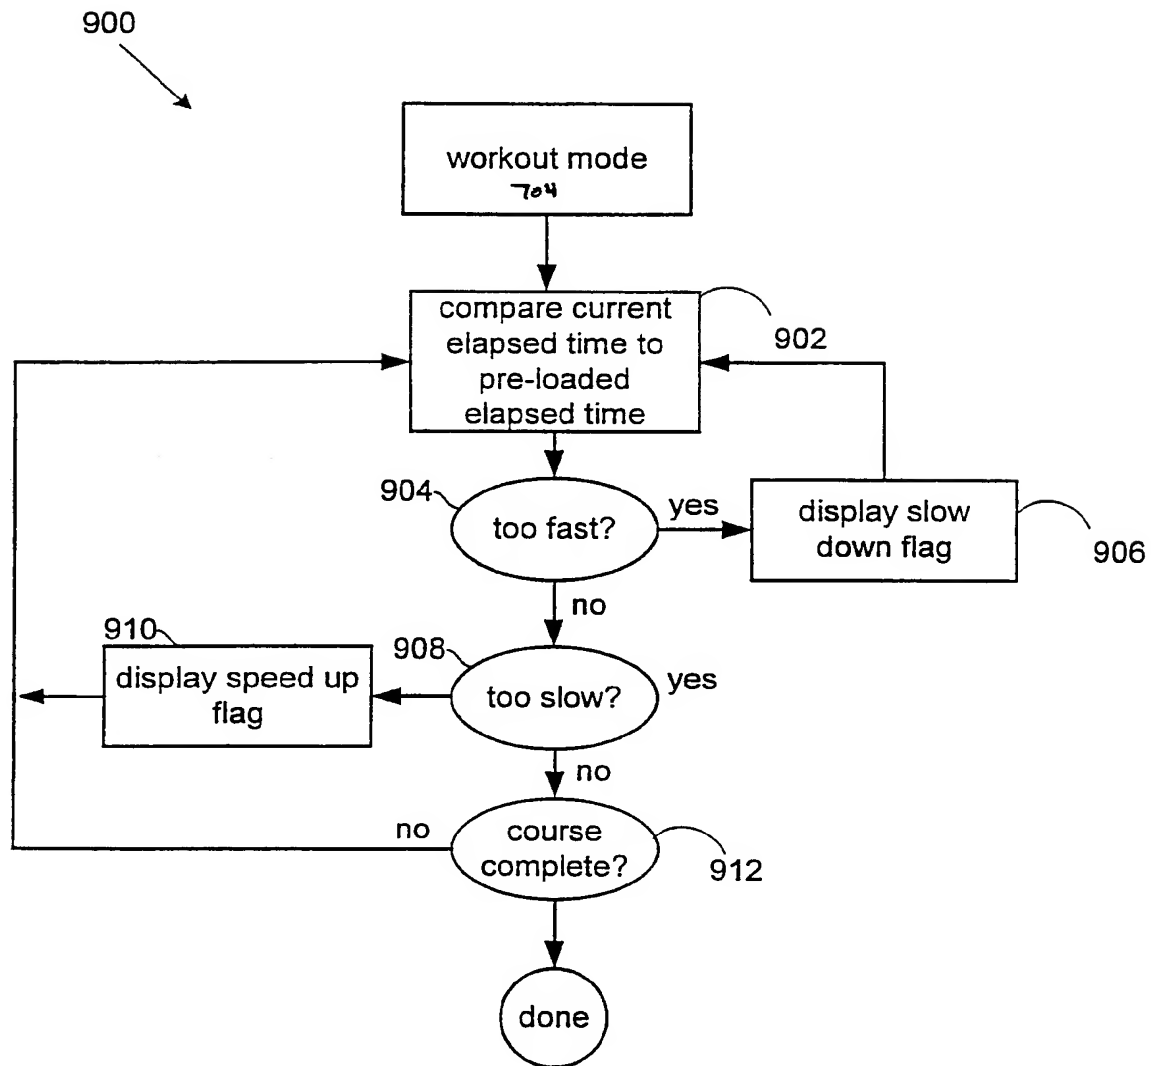 900
workout mode
704
compare current
elapsed time to
pre-loaded
elapsed time
902
904
too fast?
yes
display slow
down flag
906
no
910
display speed up
flag
908
too slow?
yes
no
no
course
complete?
912
done